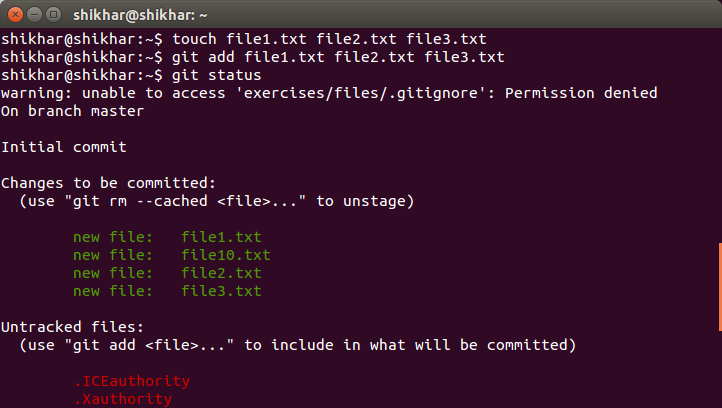 shikhar@shikhar: ~
shikhar@shikhar:~$ touch file1.txt file2.txt file3.txt
shikhar@shikhar:~$ git add file1.txt file2.txt file3.txt
shikhar@shikhar:~$ git status
warning: unable to access 'exercises/files/.gitignore': Permission denied
On branch master
Initial commit
Changes to be committed:
(use "git rm --cached <file>..." to unstage)
new file:   file1.txt
new file:   file10.txt
new file:   file2.txt
new file:   file3.txt
Untracked files:
(use "git add <file>..." to include in what will be committed)
.ICEauthority
.Xauthority